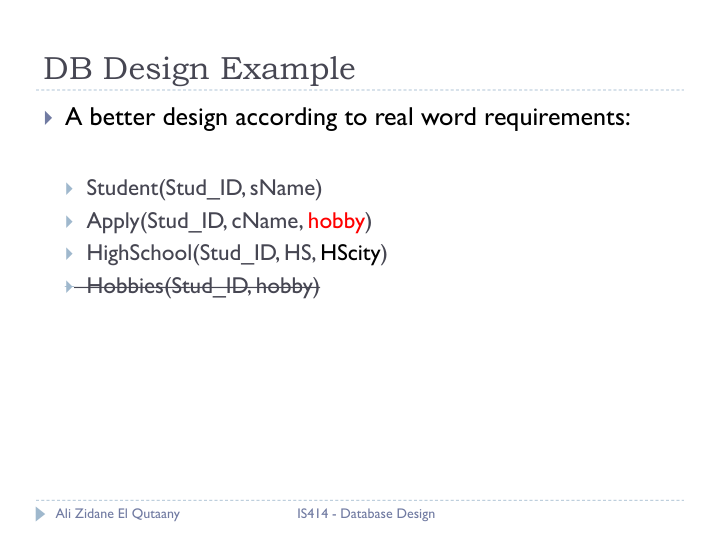 DB Design Example
A better design according to real word requirements:
Student(Stud_ID, sName)
Apply(Stud_ID, cName, hobby)
HighSchool(Stud_ID, HS, HScity)
Hobbies(Stud_ID, hobby)
Ali Zidane El Qutaany
IS414 - Database Design